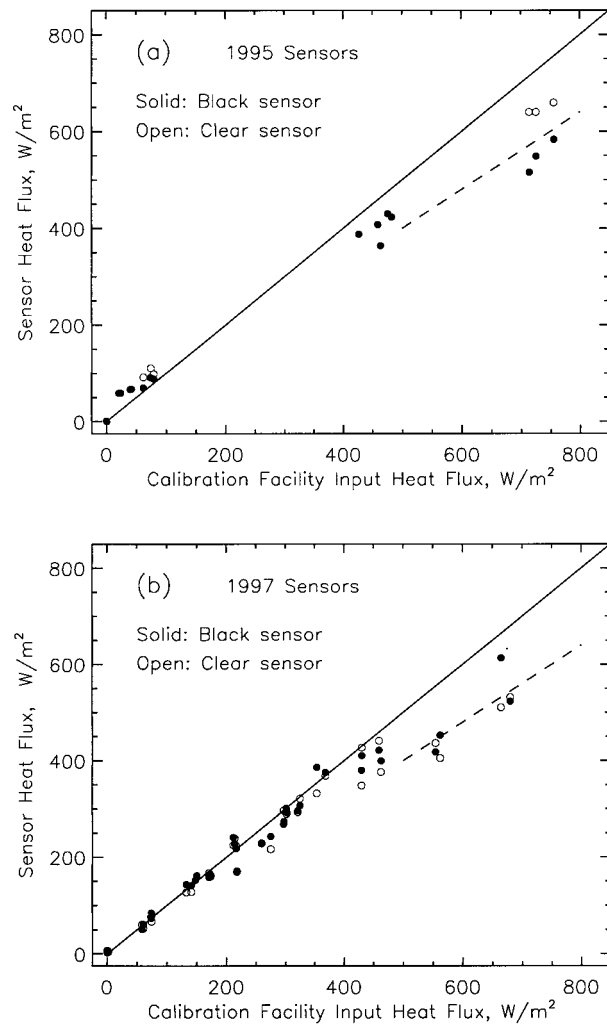 (a) 1995 Sensors
Solid: Black sensor
Open: Clear sensor
Sensor Heat Flux, W/m²
800
600
400
200
0
0 200 400 600 800
Calibration Facility Input Heat Flux, W/m²
(b) 1997 Sensors
Solid: Black sensor
Open: Clear sensor
Sensor Heat Flux, W/m²
800
600
400
200
0
0 200 400 600 800
Calibration Facility Input Heat Flux, W/m²